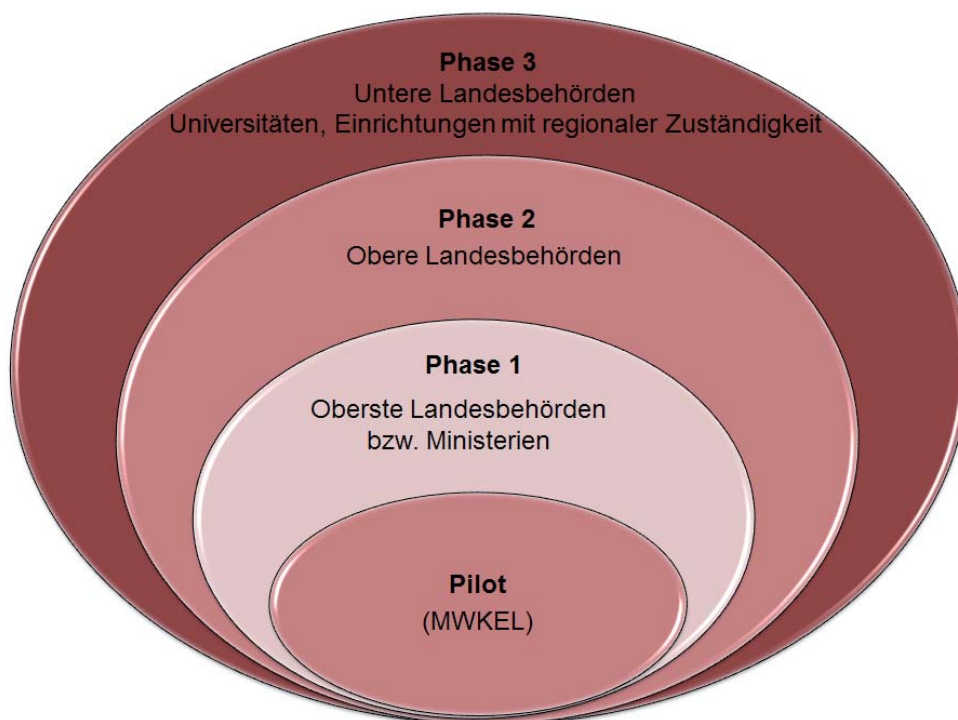 Phase 3
Untere Landesbehörden
Universitäten, Einrichtungen mit regionaler Zuständigkeit
Phase 2
Obere Landesbehörden
Phase 1
Oberste Landesbehörden
bzw. Ministerien
Pilot
(MWKEL)